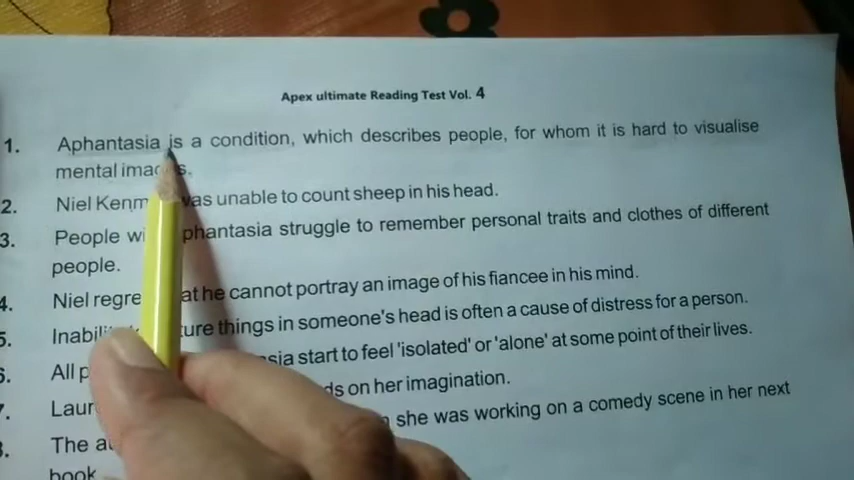 Apex ultimate Reading Test Vol. 4
1. Aphantasia is a condition, which describes people, for whom it is hard to visualise
mental images.
2. Niel Kenm was unable to count sheep in his head.
3. People phantasia struggle to remember personal traits and clothes of different
people.
4. Niel regre at he cannot portray an image of his fiancee in his mind.
5. Inabili ture things in someone's head is often a cause of distress for a person.
6. All p sia start to feel 'isolated' or 'alone' at some point of their lives.
7. Laur ds on her imagination.
8. The au she was working on a comedy scene in her next
book